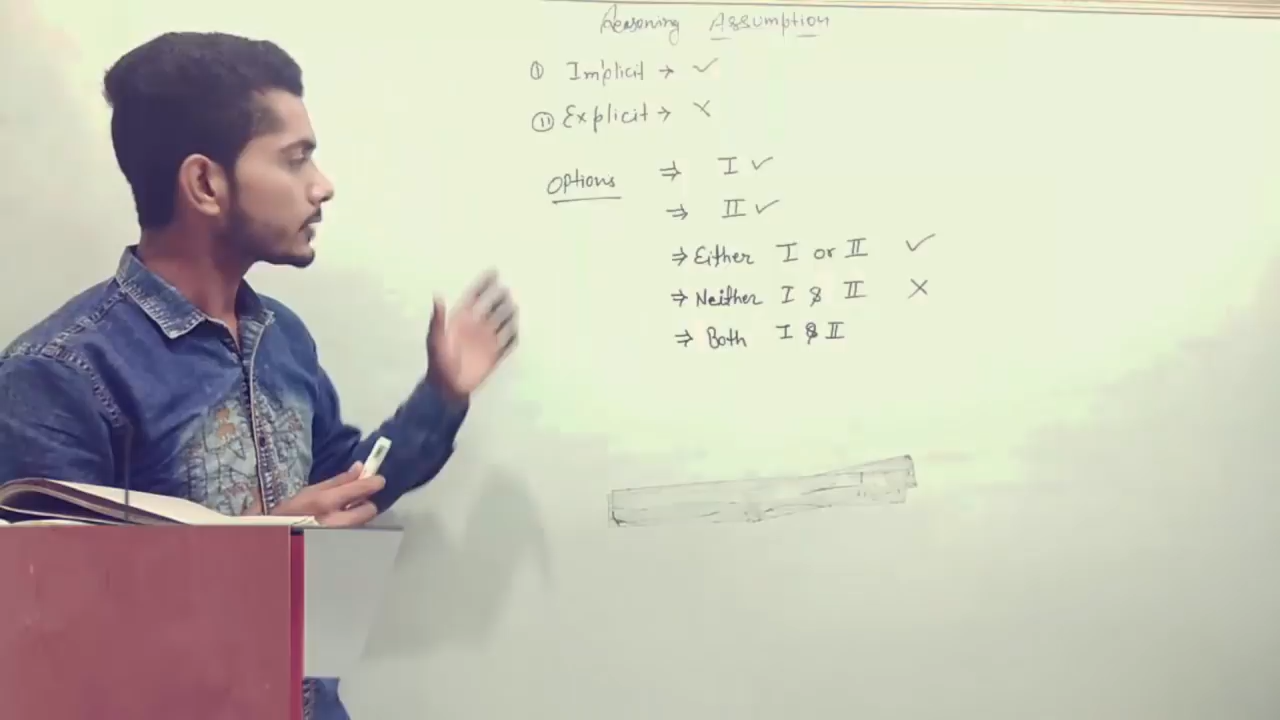 Reasoning Assumption
① Implicit → ✓
⑪ Explicit → ✗
Options ⇒ I ✓
⇒ II ✓
⇒ Either I or II ✓
⇒ Neither I & II ✗
⇒ Both I & II